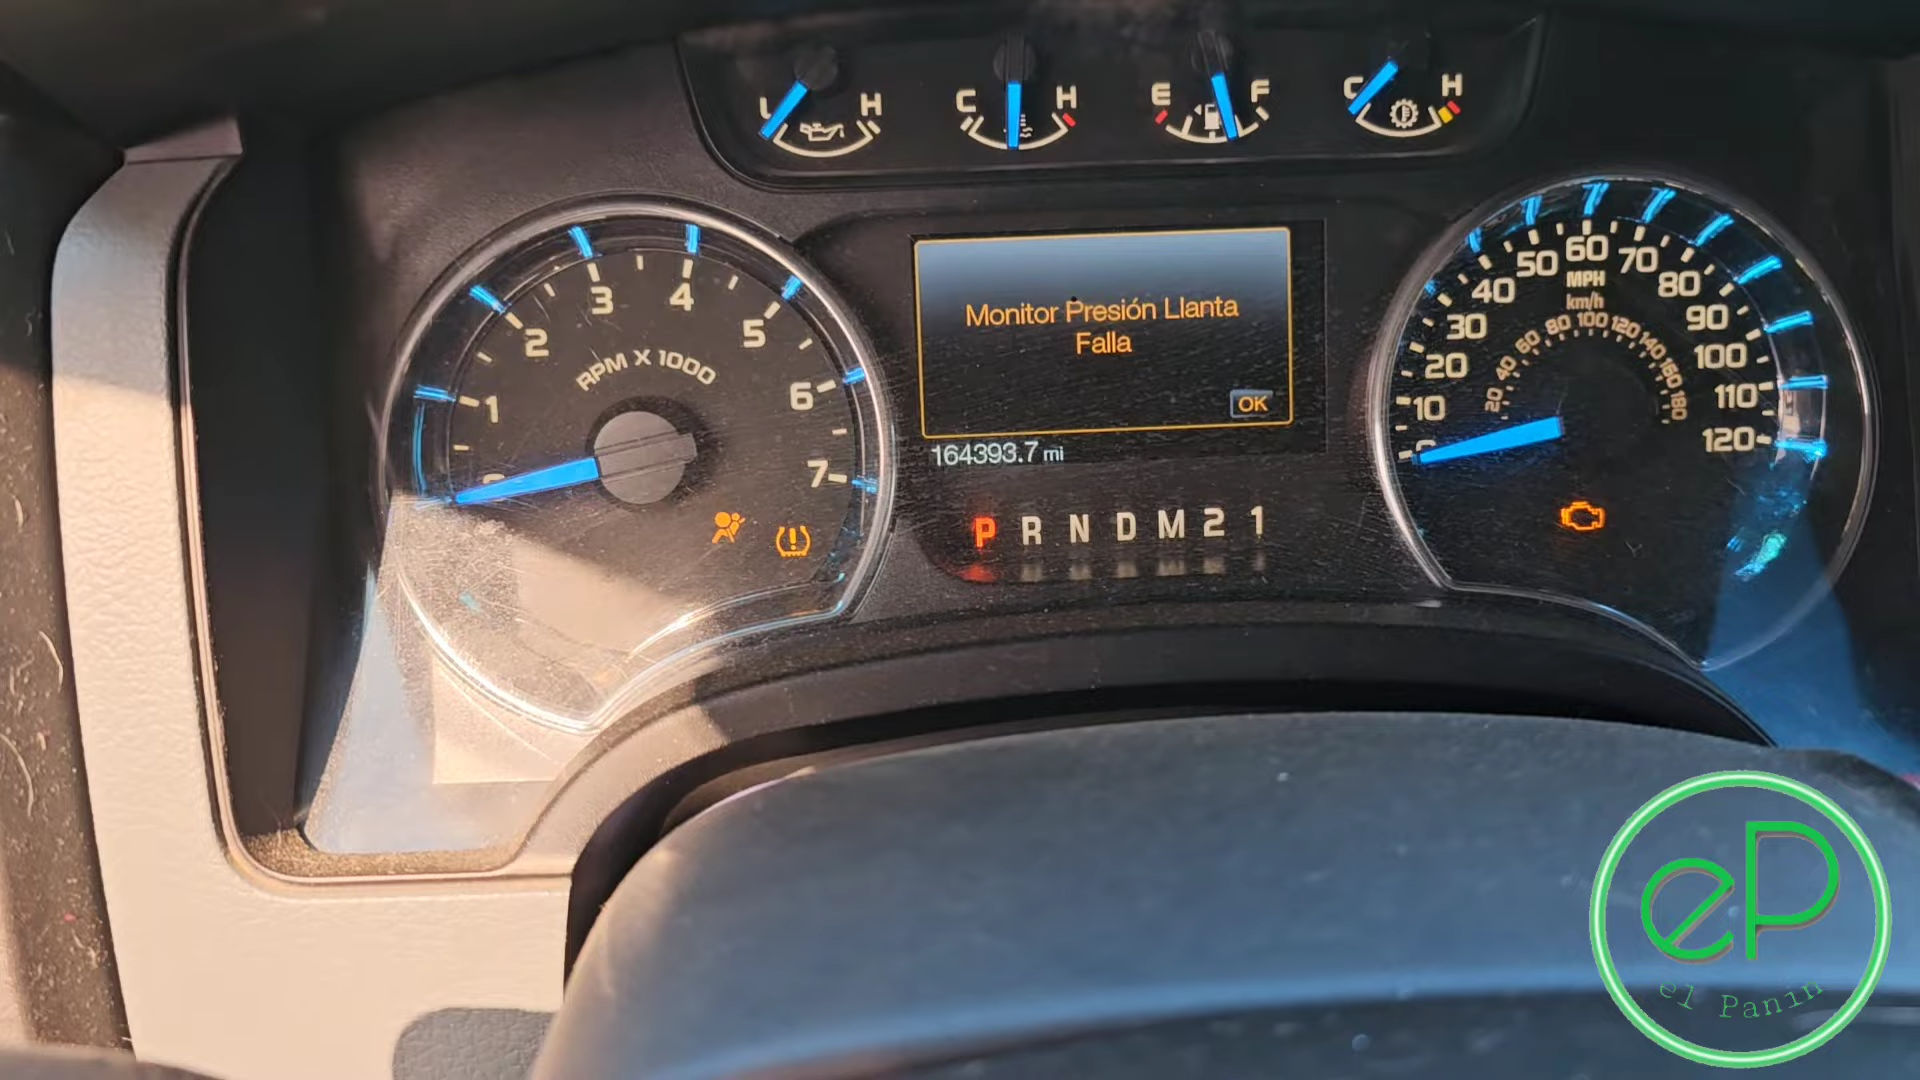 L H
C H
E F
C H
1 2 3 4 5 6 7
RPM X 1000
Monitor Presión Llanta
Falla
OK
164393.7 mi
P R N D M 2 1
10 20 30 40 50 60 70 80 90 100 110 120
MPH
km/h
20 40 60 80 100 120 140 160 180
eP
el Panin